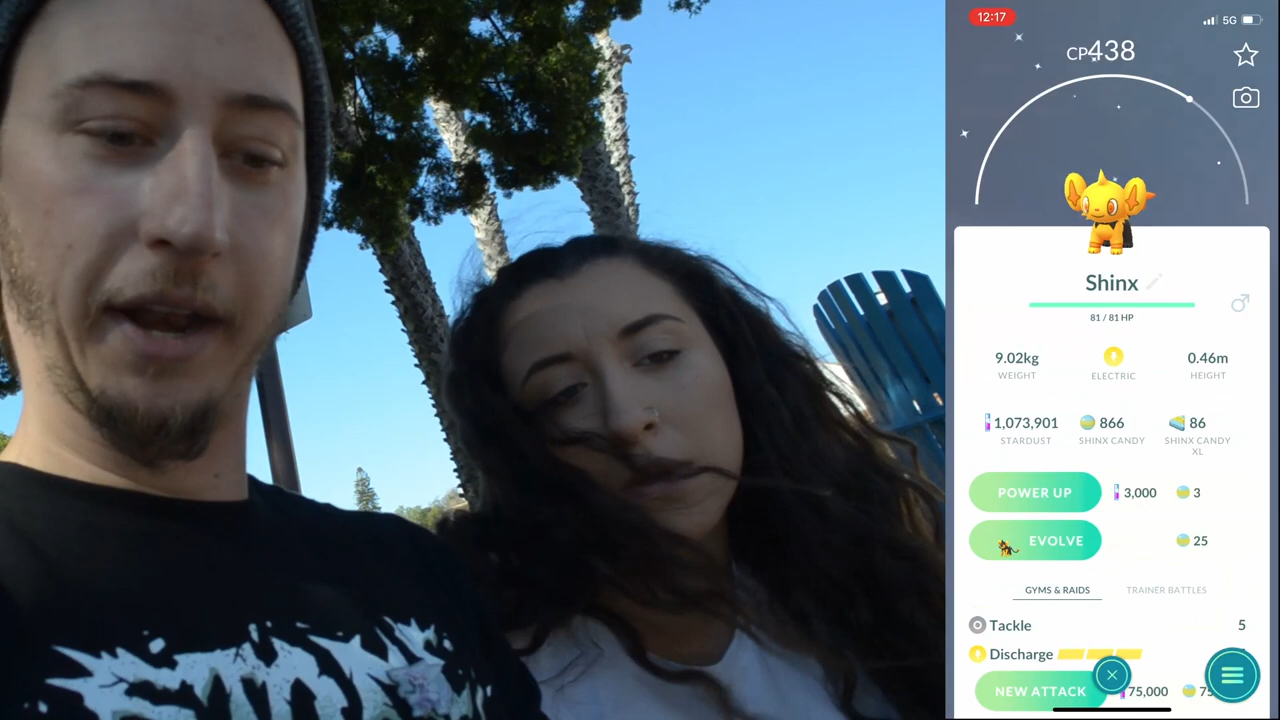 12:17
5G
CP438
Shinx
81 / 81 HP
9.02kg
WEIGHT
ELECTRIC
0.46m
HEIGHT
1,073,901
STARDUST
866
SHINX CANDY
86
SHINX CANDY
XL
POWER UP
3,000
3
EVOLVE
25
GYMS & RAIDS
TRAINER BATTLES
Tackle
5
Discharge
NEW ATTACK
75,000